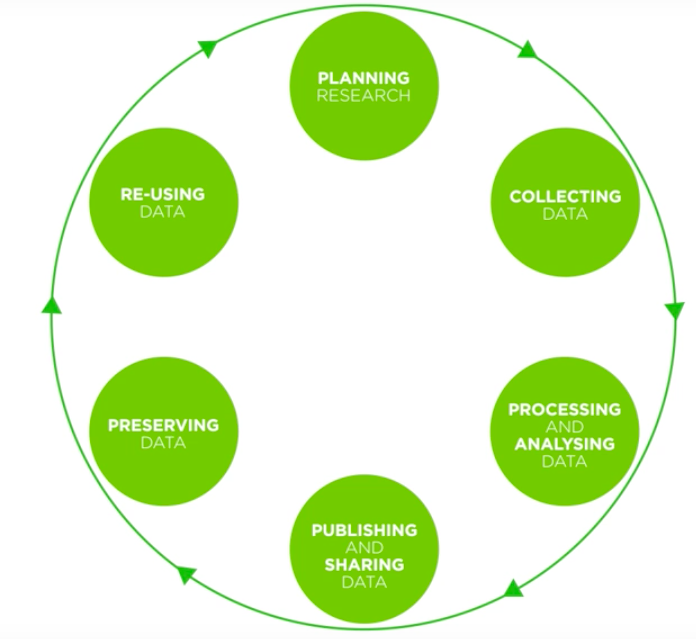 PLANNING
RESEARCH
COLLECTING
DATA
PROCESSING
AND
ANALYSING
DATA
PUBLISHING
AND
SHARING
DATA
PRESERVING
DATA
RE-USING
DATA